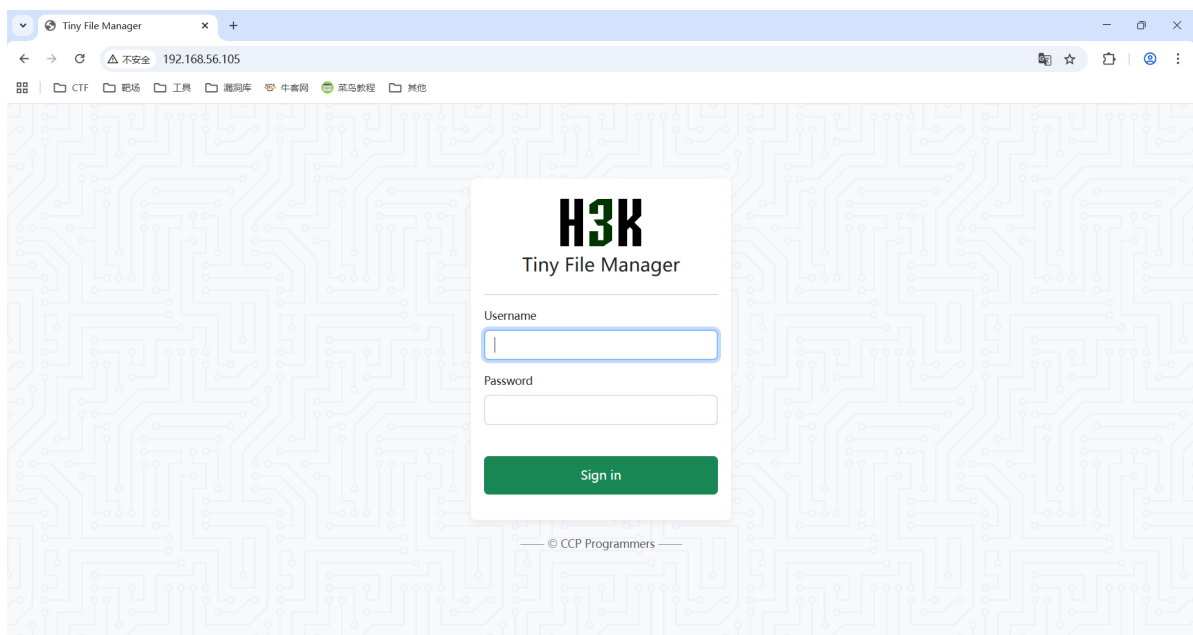 Tiny File Manager
不安全 192.168.56.105
CTF 靶场 工具 漏洞库 牛客网 菜鸟教程 其他
H3K
Tiny File Manager
Username
Password
Sign in
© CCP Programmers